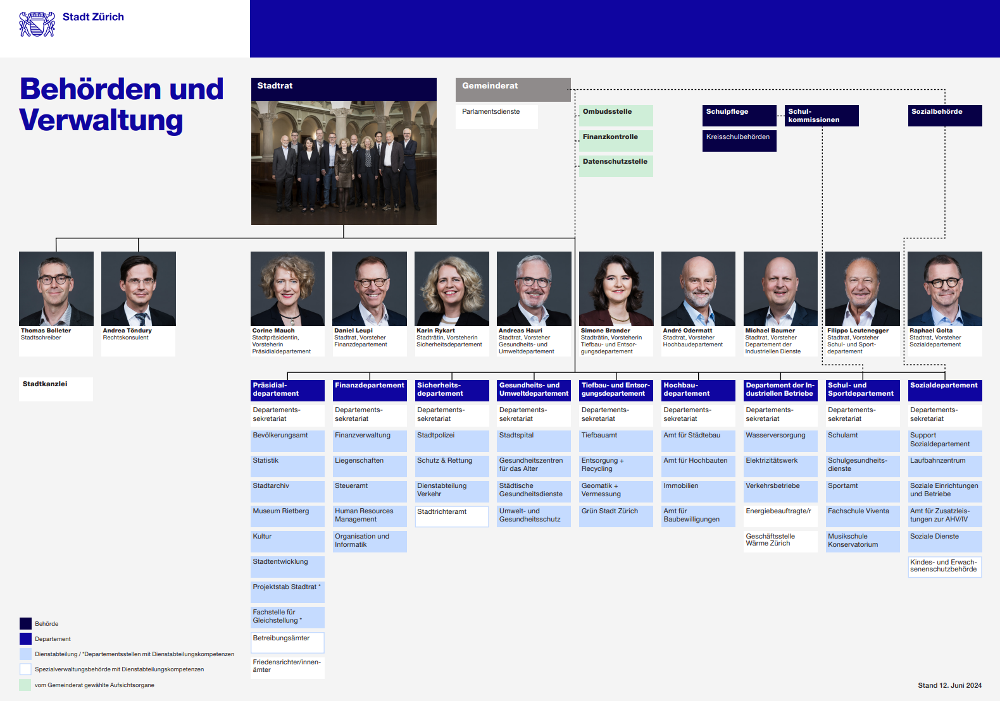 Stadt Zürich
Behörden und
Verwaltung
Stadtrat
Gemeinderat
Parlamentsdienste
Ombudsstelle
Finanzkontrolle
Datenschutzstelle
Schulpflege
Kreisschulbehörden
Schul-
kommissionen
Sozialbehörde
Thomas Bolleter
Stadtschreiber
Andrea Töndury
Rechtskonsulent
Corine Mauch
Stadtpräsidentin,
Vorsteherin
Präsidialdepartement
Daniel Leupi
Stadtrat, Vorsteher
Finanzdepartement
Karin Rykart
Stadträtin, Vorsteherin
Sicherheitsdepartement
Andreas Hauri
Stadtrat, Vorsteher
Gesundheits- und
Umweltdepartement
Simone Brander
Stadträtin, Vorsteherin
Tiefbau- und Entsor-
gungsdepartement
André Odermatt
Stadtrat, Vorsteher
Hochbaudepartement
Michael Baumer
Stadtrat, Vorsteher
Departement der
Industriellen Dienste
Filippo Leutenegger
Stadtrat, Vorsteher
Schul- und Sport-
departement
Raphael Golta
Stadtrat, Vorsteher
Sozialdepartement
Stadtkanzlei
Präsidial-
departement
Departements-
sekretariat
Bevölkerungsamt
Statistik
Stadtarchiv
Museum Rietberg
Kultur
Stadtentwicklung
Projektstab Stadtrat *
Fachstelle für
Gleichstellung *
Betreibungsämter
Friedensrichter/innen-
ämter
Finanzdepartement
Departements-
sekretariat
Finanzverwaltung
Liegenschaften
Steueramt
Human Resources
Management
Organisation und
Informatik
Sicherheits-
departement
Departements-
sekretariat
Stadtpolizei
Schutz & Rettung
Dienstabteilung
Verkehr
Stadtrichteramt
Gesundheits- und
Umweltdepartement
Departements-
sekretariat
Stadtspital
Gesundheitszentren
für das Alter
Städtische
Gesundheitsdienste
Umwelt- und
Gesundheitsschutz
Tiefbau- und Entsor-
gungsdepartement
Departements-
sekretariat
Tiefbauamt
Entsorgung +
Recycling
Geomatik +
Vermessung
Grün Stadt Zürich
Hochbau-
departement
Departements-
sekretariat
Amt für Städtebau
Amt für Hochbauten
Immobilien
Amt für
Baubewilligungen
Departement der In-
dustriellen Betriebe
Departements-
sekretariat
Wasserversorgung
Elektrizitätswerk
Verkehrsbetriebe
Energiebeauftragte/r
Geschäftsstelle
Wärme Zürich
Schul- und
Sportdepartement
Departements-
sekretariat
Schulamt
Schulgesundheits-
dienste
Sportamt
Fachschule Viventa
Musikschule
Konservatorium
Sozialdepartement
Departements-
sekretariat
Support
Sozialdepartement
Laufbahnzentrum
Soziale Einrichtungen
und Betriebe
Amt für Zusatzleis-
tungen zur AHV/IV
Soziale Dienste
Kindes- und Erwach-
senenschutzbehörde
Behörde
Departement
Dienstabteilung / *Departementsstellen mit Dienstabteilungskompetenzen
Spezialverwaltungsbehörde mit Dienstabteilungskompetenzen
vom Gemeinderat gewählte Aufsichtsorgane
Stand 12. Juni 2024